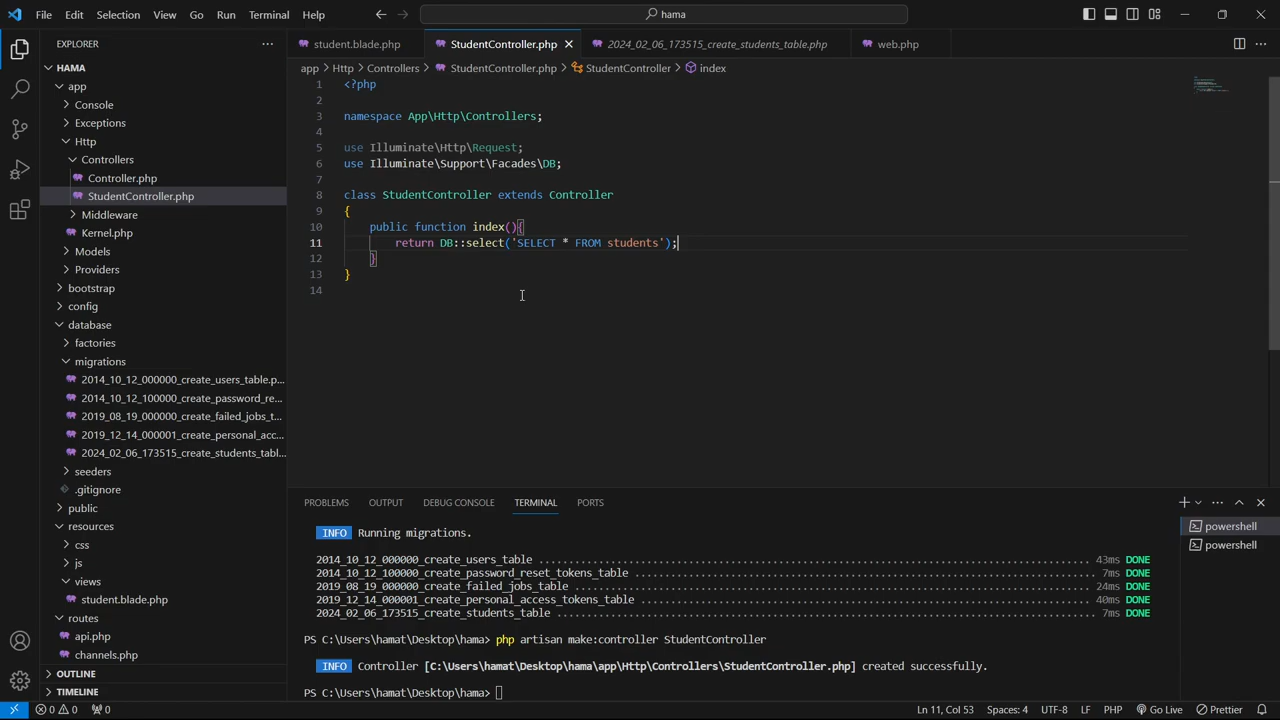 File Edit Selection View Go Run Terminal Help
hama
EXPLORER
student.blade.php
StudentController.php
2024_02_06_173515_create_students_table.php
web.php
HAMA
app
Console
Exceptions
Http
Controllers
Controller.php
StudentController.php
Middleware
Kernel.php
Models
Providers
bootstrap
config
database
factories
migrations
2014_10_12_000000_create_users_table.p...
2014_10_12_100000_create_password_re...
2019_08_19_000000_create_failed_jobs_t...
2019_12_14_000001_create_personal_acc...
2024_02_06_173515_create_students_tabl...
seeders
.gitignore
public
resources
css
js
views
student.blade.php
routes
api.php
channels.php
OUTLINE
TIMELINE
app > Http > Controllers > StudentController.php > StudentController > index
1 <?php
2
3 namespace App\Http\Controllers;
4
5 use Illuminate\Http\Request;
6 use Illuminate\Support\Facades\DB;
7
8 class StudentController extends Controller
9 {
10 public function index(){
11 return DB::select('SELECT * FROM students');
12 }
13 }
14
PROBLEMS OUTPUT DEBUG CONSOLE TERMINAL PORTS
INFO Running migrations.
2014_10_12_000000_create_users_table ........ 43ms DONE
2014_10_12_100000_create_password_reset_tokens_table ........ 7ms DONE
2019_08_19_000000_create_failed_jobs_table ........ 24ms DONE
2019_12_14_000001_create_personal_access_tokens_table ........ 40ms DONE
2024_02_06_173515_create_students_table ........ 7ms DONE
PS C:\Users\hamat\Desktop\hama> php artisan make:controller StudentController
INFO Controller [C:\Users\hamat\Desktop\hama\app\Http\Controllers\StudentController.php] created successfully.
PS C:\Users\hamat\Desktop\hama>
powershell
powershell
0 0 0 Ln 11, Col 53 Spaces: 4 UTF-8 LF PHP Go Live Prettier